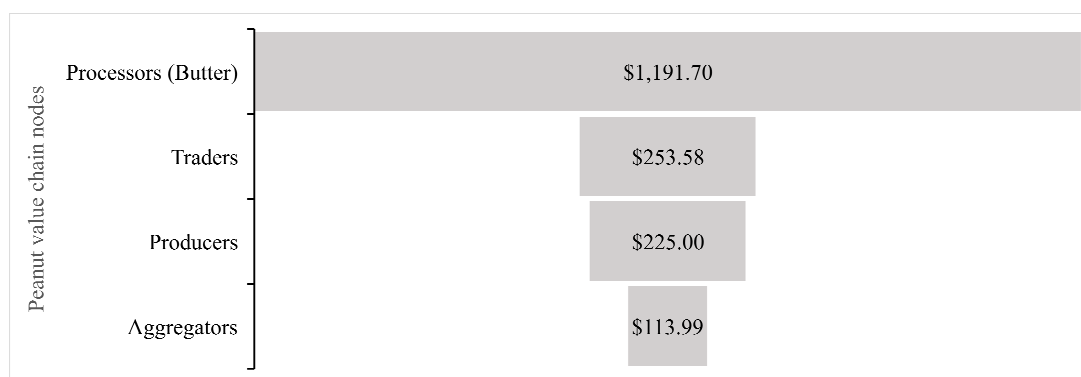 Peanut value chain nodes
Processors (Butter) $1,191.70
Traders $253.58
Producers $225.00
Aggregators $113.99